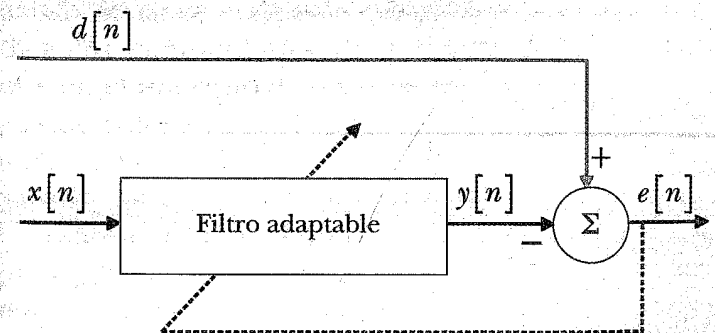 d[n]
+
x[n]
Filtro adaptable
y[n]
−
Σ
e[n]